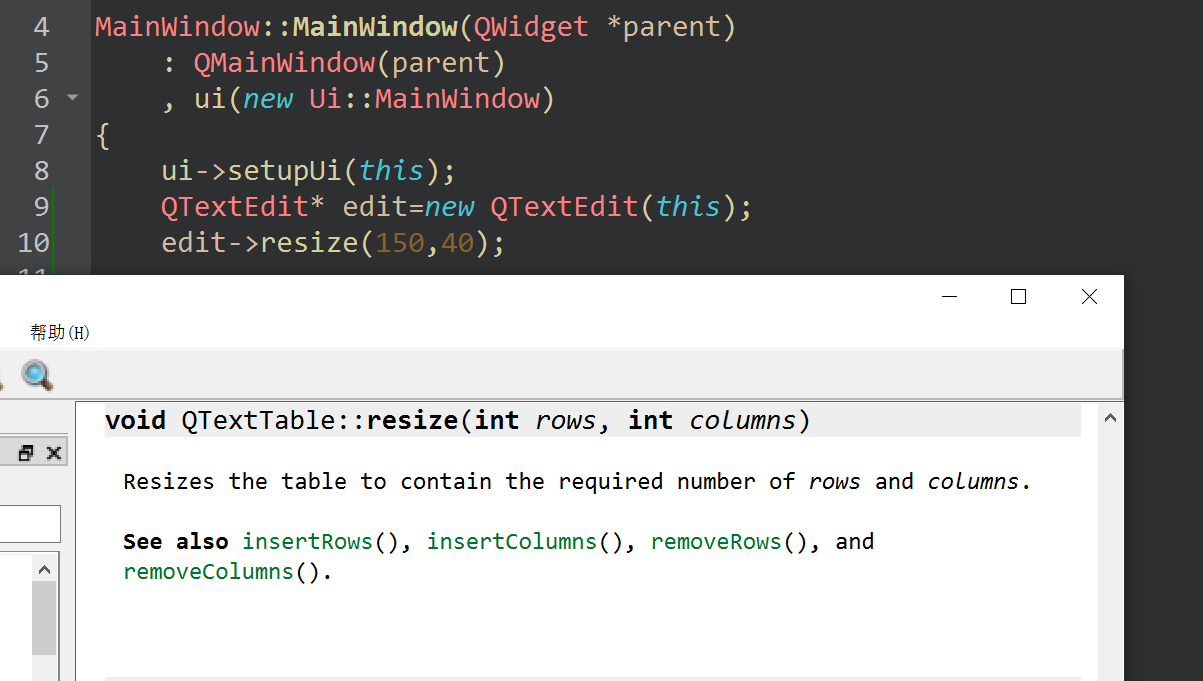 4 MainWindow::MainWindow(QWidget *parent)
5 : QMainWindow(parent)
6 , ui(new Ui::MainWindow)
7 {
8 ui->setupUi(this);
9 QTextEdit* edit=new QTextEdit(this);
10 edit->resize(150,40);
11
帮助(H)
void QTextTable::resize(int rows, int columns)
Resizes the table to contain the required number of rows and columns.
See also insertRows(), insertColumns(), removeRows(), and
removeColumns().